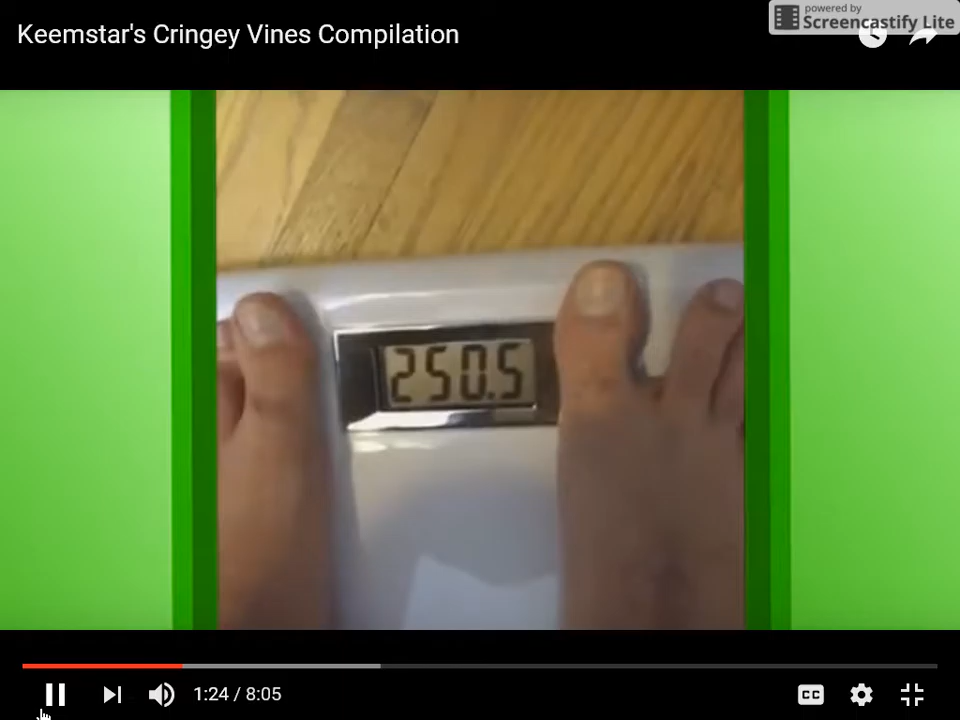 Keemstar's Cringey Vines Compilation
powered by
Screencastify Lite
250.5
1:24 / 8:05
CC